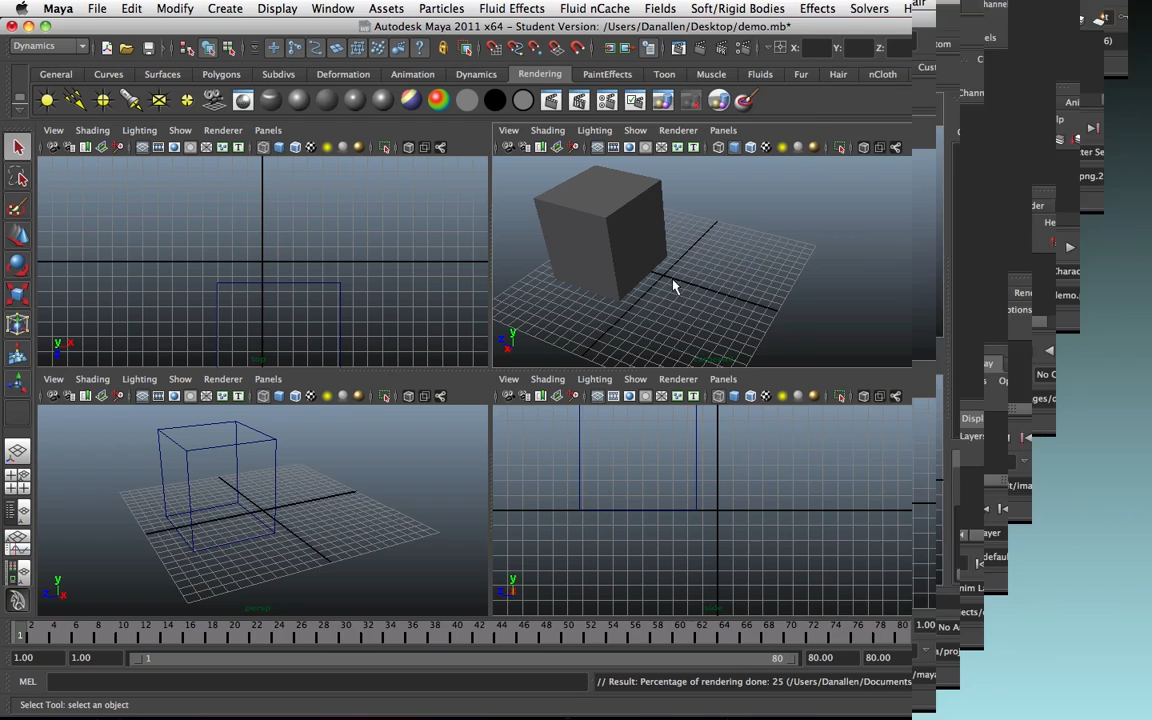 Maya File Edit Modify Create Display Window Assets Particles Fluid Effects Fluid nCache Fields Soft/Rigid Bodies Effects Solvers Hair
Autodesk Maya 2011 x64 - Student Version: /Users/Danallen/Desktop/demo.mb*
Dynamics X: Y: Z:
General Curves Surfaces Subdivs Polygons Deformation Animation Dynamics Rendering PaintEffects Toon Muscle Fluids Fur Hair nCloth
View Shading Lighting Show Renderer Panels View Shading Lighting Show Renderer Panels
y x z
top
y z x
View Shading Lighting Show Renderer Panels View Shading Lighting Show Renderer Panels
y z x
persp
y
side
2 4 6 8 10 12 14 16 18 20 22 24 26 28 30 32 34 36 38 40 42 44 46 48 50 52 54 56 58 60 62 64 66 68 70 72 74 76 78 80
1
1.00 1.00 1 80 80.00 80.00
MEL // Result: Percentage of rendering done: 25 (/Users/Danallen/Documents
Select Tool: select an object